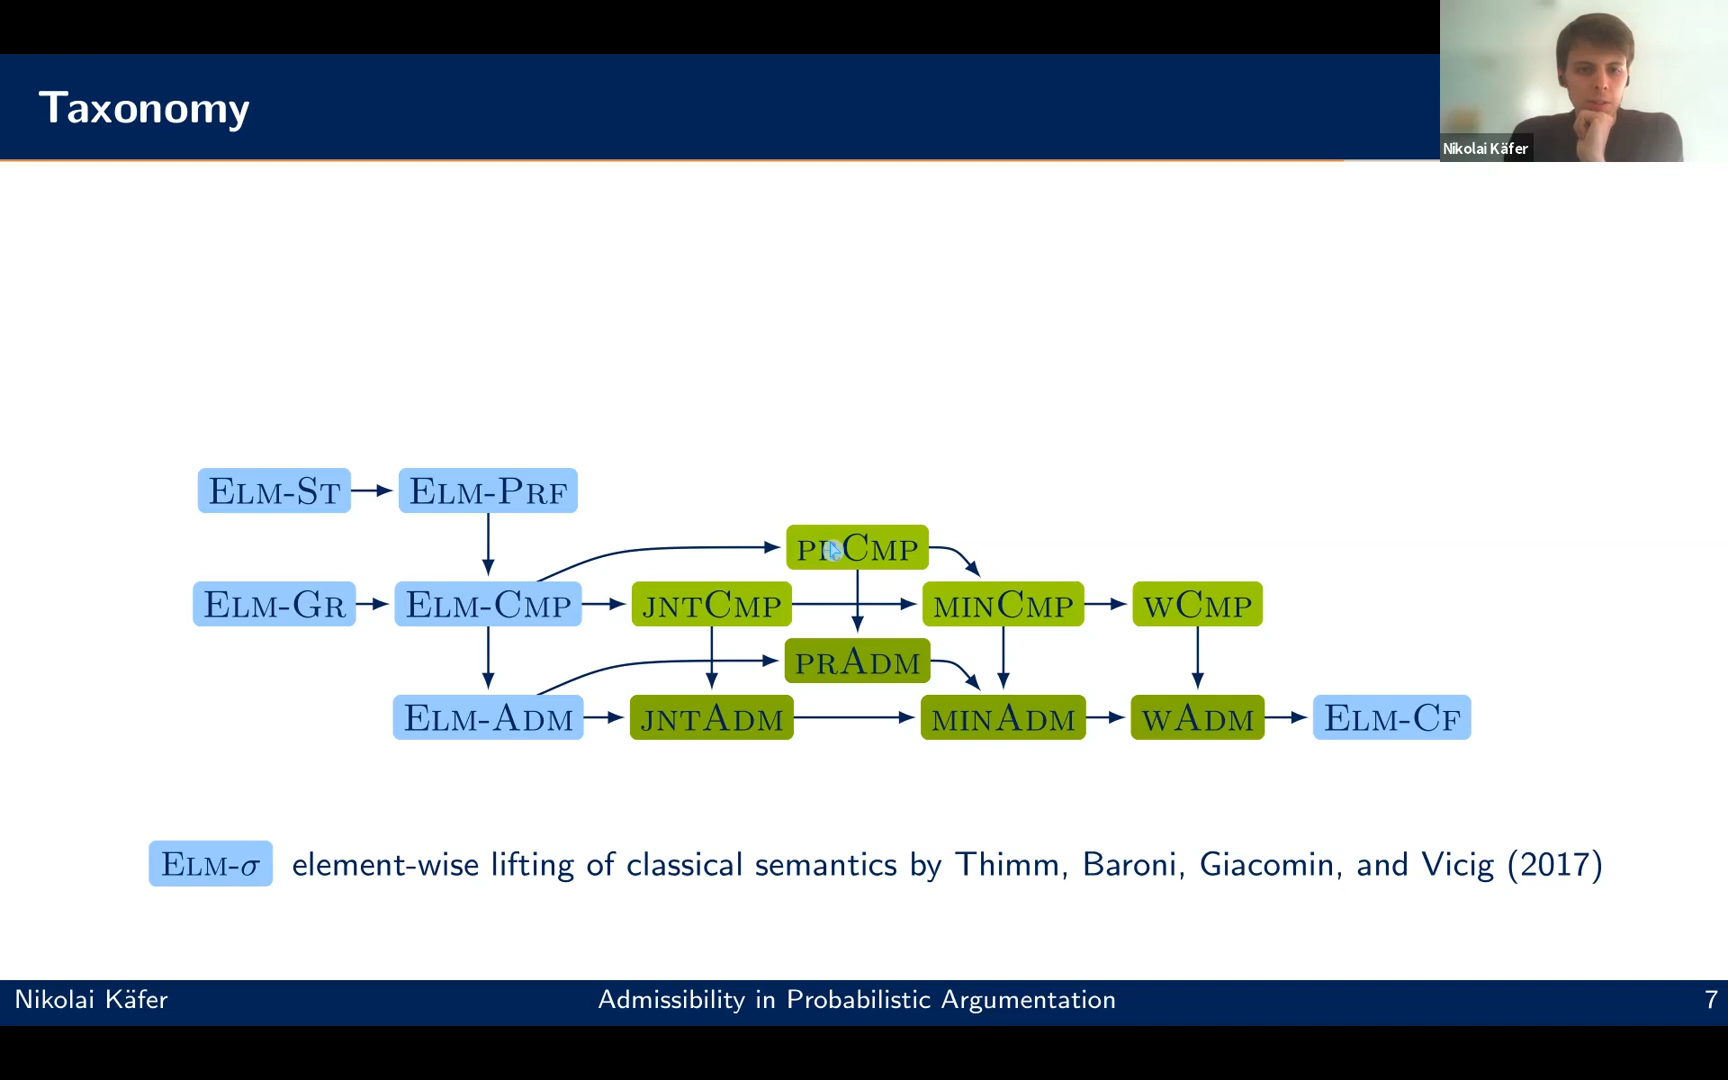 Taxonomy
Nikolai Käfer
ELM-ST
ELM-PRF
PRCMP
ELM-GR
ELM-CMP
JNTCMP
MINCMP
WCMP
PRADM
ELM-ADM
JNTADM
MINADM
WADM
ELM-CF
ELM-σ element-wise lifting of classical semantics by Thimm, Baroni, Giacomin, and Vicig (2017)
Nikolai Käfer Admissibility in Probabilistic Argumentation 7